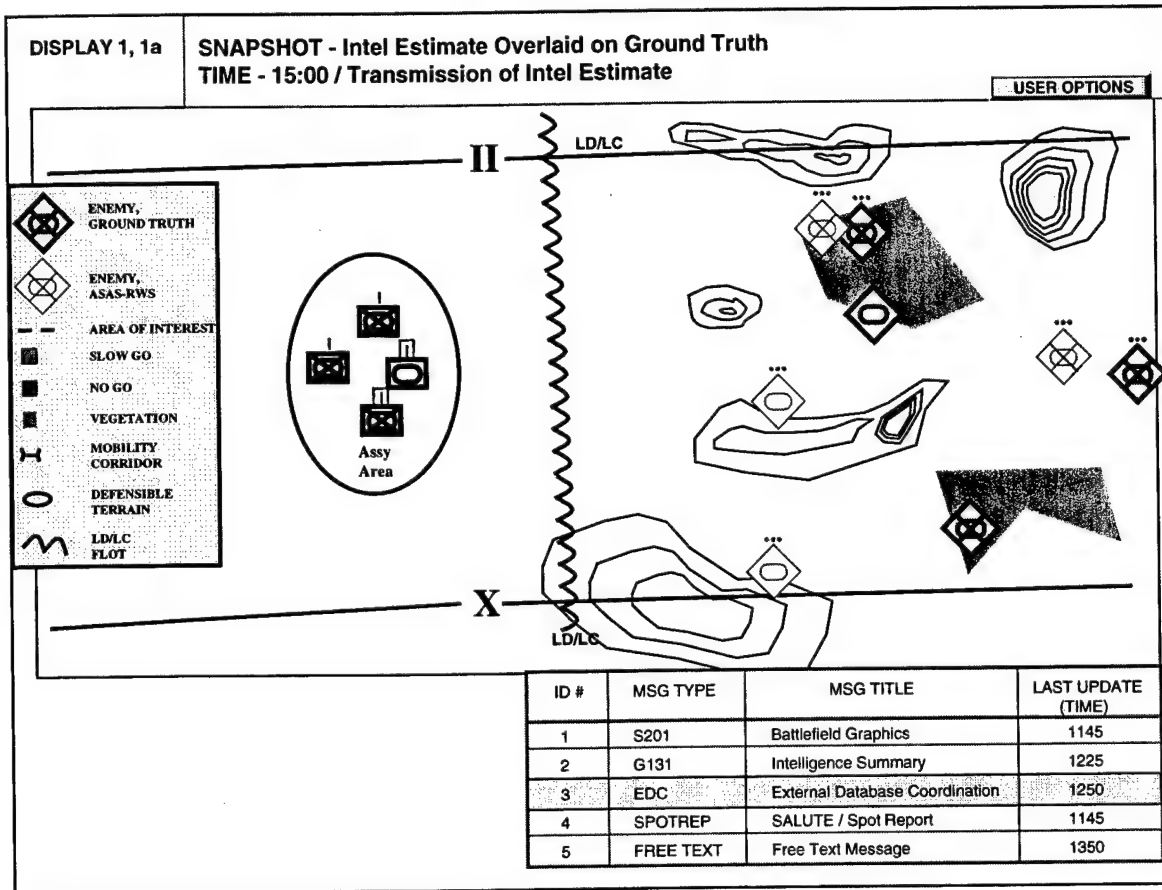 DISPLAY 1, 1a
SNAPSHOT - Intel Estimate Overlaid on Ground Truth
TIME - 15:00 / Transmission of Intel Estimate
USER OPTIONS
II
LD/LC
ENEMY,
GROUND TRUTH
ENEMY,
ASAS-RWS
AREA OF INTEREST
SLOW GO
NO GO
VEGETATION
MOBILITY
CORRIDOR
DEFENSIBLE
TERRAIN
LD/LC
FLOT
Assy
Area
X
LD/LC
ID # MSG TYPE MSG TITLE LAST UPDATE
(TIME)
1 S201 Battlefield Graphics 1145
2 G131 Intelligence Summary 1225
3 EDC External Database Coordination 1250
4 SPOTREP SALUTE / Spot Report 1145
5 FREE TEXT Free Text Message 1350